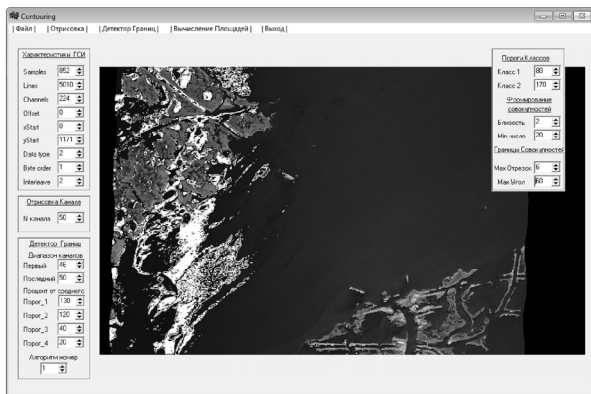 Contouring
|Файл| |Отрисовка| |Детектор Границ| |Вычисление Площадей| |Выход|
Характеристики ГСИ
Samples 852
Lines 5010
Channels 224
Offset 0
xStart 0
yStart 1171
Data type 2
Byte order 1
Interleave 2
Отрисовка Канала
N канала 50
Детектор Границ
Диапазон каналов
Первый 46
Последний 50
Процент от среднего
Порог_1 130
Порог_2 120
Порог_3 40
Порог_4 20
Алгоритм номер
1
Пороги Классов
Класс 1 80
Класс 2 170
Формирование
совокупностей
Близость 2
Min число 20
Границы Совокупностей
Max Отрезок 6
Max Угол 60